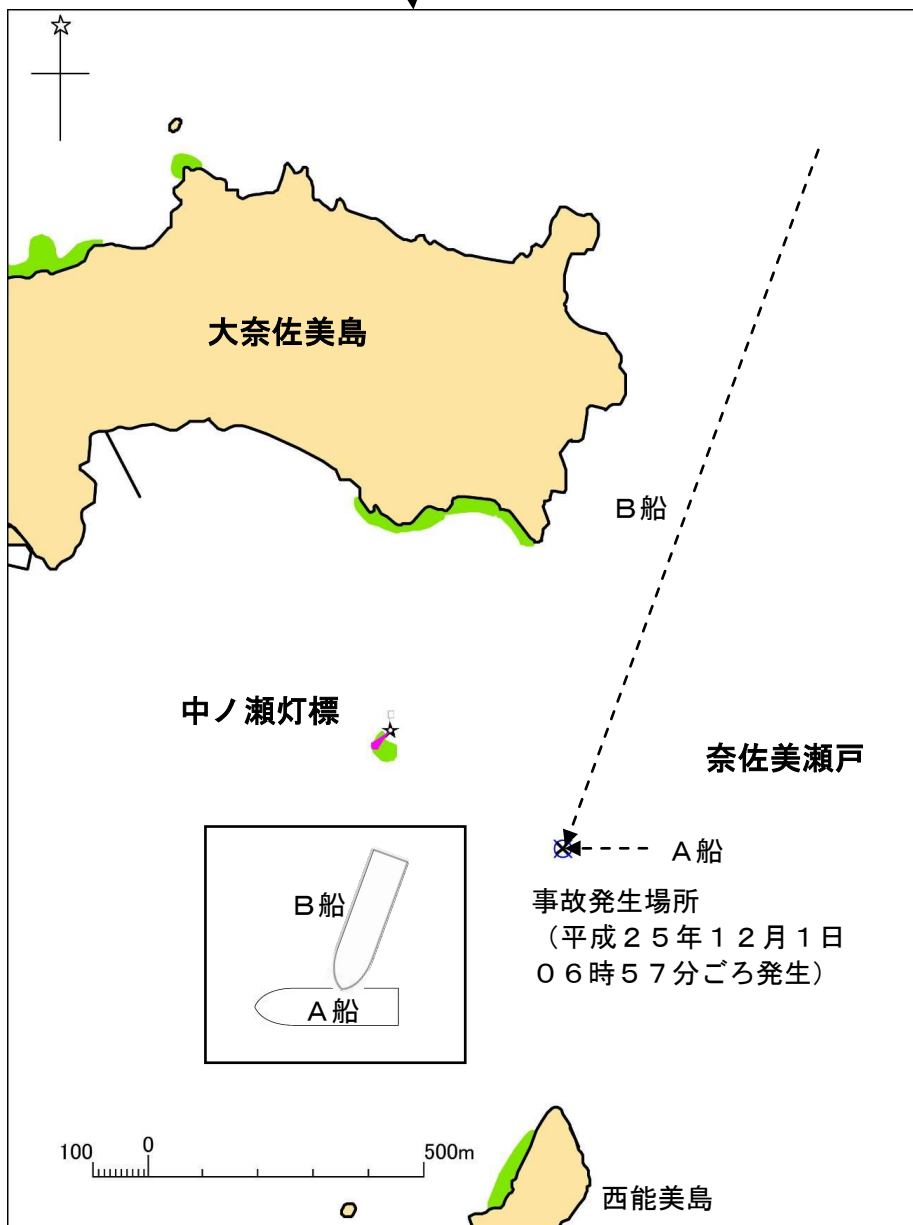 大奈佐美島
B船
中ノ瀬灯標
奈佐美瀬戸
A船
事故発生場所
(平成25年12月1日
06時57分ごろ発生)
B船
A船
100 0 500m
西能美島